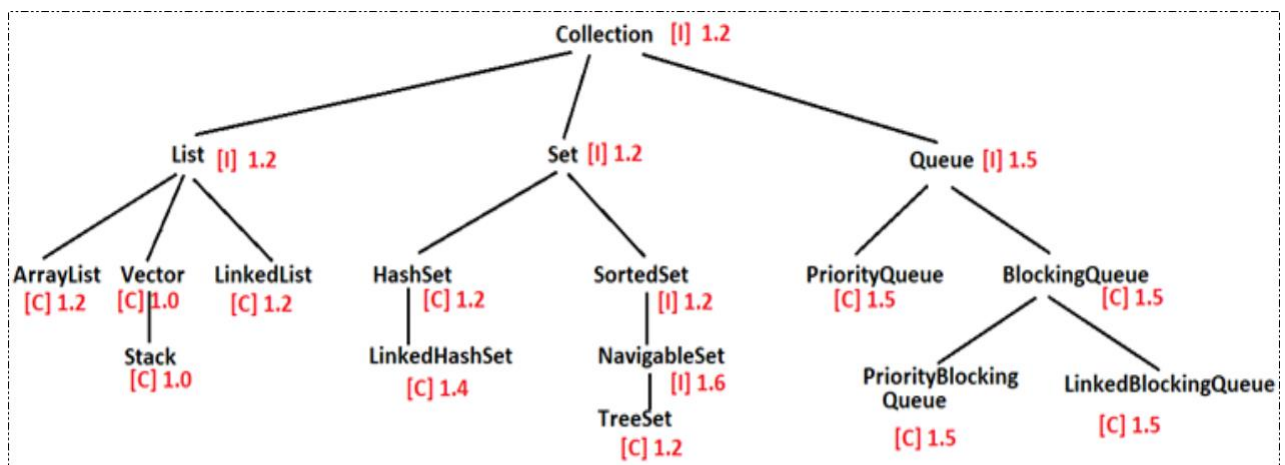 Collection [I] 1.2
List [I] 1.2
Set [I] 1.2
Queue [I] 1.5
ArrayList
[C] 1.2
Vector
[C] 1.0
LinkedList
[C] 1.2
Stack
[C] 1.0
HashSet
[C] 1.2
LinkedHashSet
[C] 1.4
SortedSet
[I] 1.2
NavigableSet
[I] 1.6
TreeSet
[C] 1.2
PriorityQueue
[C] 1.5
BlockingQueue
[C] 1.5
PriorityBlocking
Queue
[C] 1.5
LinkedBlockingQueue
[C] 1.5